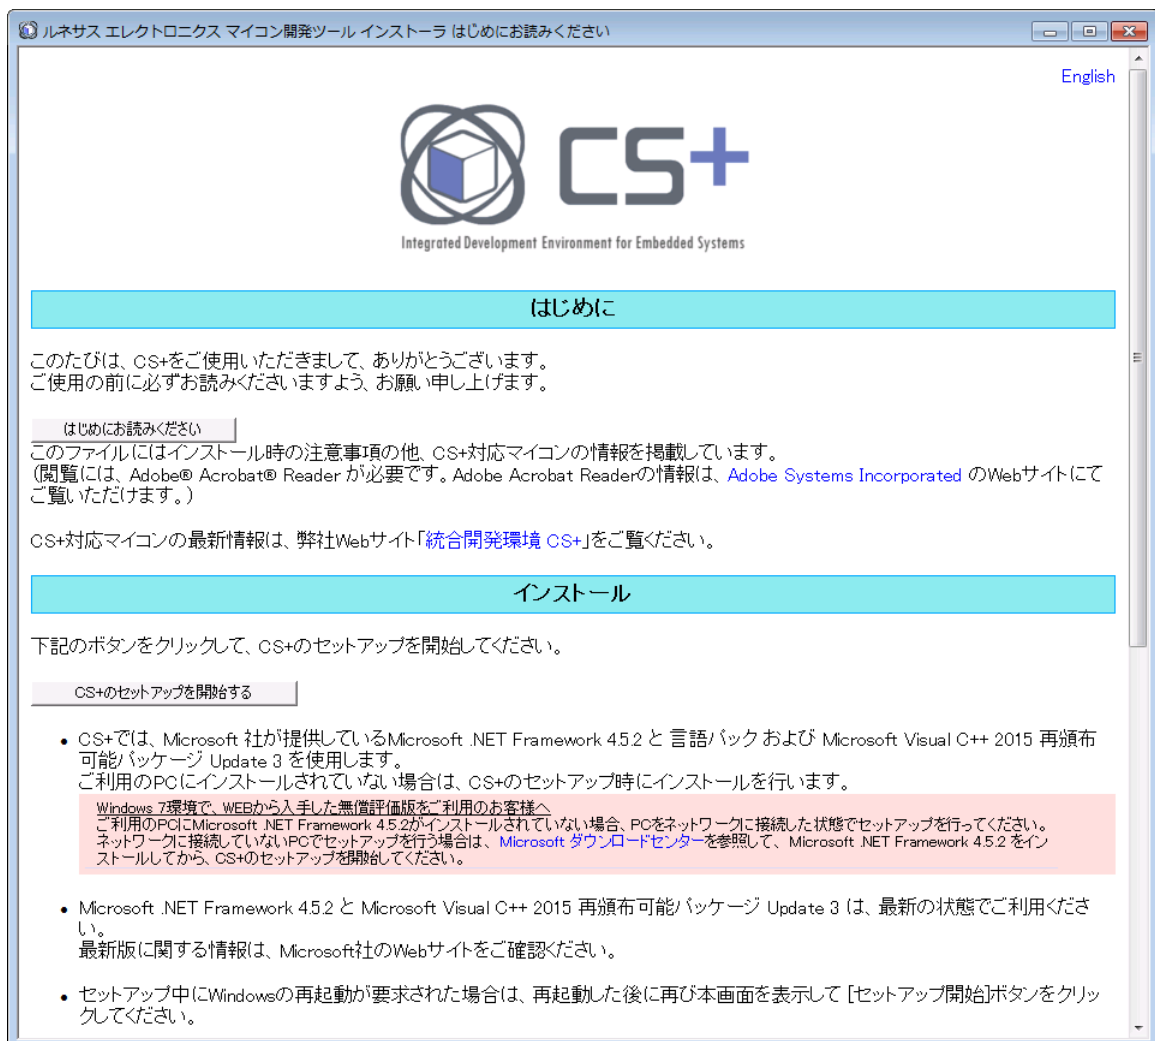 ルネサス エレクトロニクス マイコン開発ツール インストーラ はじめにお読みください
English
CS+
Integrated Development Environment for Embedded Systems
はじめに
このたびは、CS+をご使用いただきまして、ありがとうございます。
ご使用の前に必ずお読みくださいますよう、お願い申し上げます。
はじめにお読みください
このファイルにはインストール時の注意事項の他、CS+対応マイコンの情報を掲載しています。
(閲覧には、Adobe® Acrobat® Reader が必要です。Adobe Acrobat Readerの情報は、Adobe Systems Incorporated のWebサイトにて
ご覧いただけます。)
CS+対応マイコンの最新情報は、弊社Webサイト「統合開発環境 CS+」をご覧ください。
インストール
下記のボタンをクリックして、CS+のセットアップを開始してください。
CS+のセットアップを開始する
• CS+では、Microsoft 社が提供しているMicrosoft .NET Framework 4.5.2 と 言語パック および Microsoft Visual C++ 2015 再頒布
可能パッケージ Update 3 を使用します。
ご利用のPCにインストールされていない場合は、CS+のセットアップ時にインストールを行います。
Windows 7環境で、WEBから入手した無償評価版をご利用のお客様へ
ご利用のPCにMicrosoft .NET Framework 4.5.2がインストールされていない場合、PCをネットワークに接続した状態でセットアップを行ってください。
ネットワークに接続していないPCでセットアップを行う場合は、Microsoft ダウンロードセンターを参照して、Microsoft .NET Framework 4.5.2 をイン
ストールしてから、CS+のセットアップを開始してください。
• Microsoft .NET Framework 4.5.2 と Microsoft Visual C++ 2015 再頒布可能パッケージ Update 3 は、最新の状態でご利用くださ
い。
最新版に関する情報は、Microsoft社のWebサイトをご確認ください。
• セットアップ中にWindowsの再起動が要求された場合は、再起動した後に再び本画面を表示して [セットアップ開始]ボタンをクリッ
クしてください。